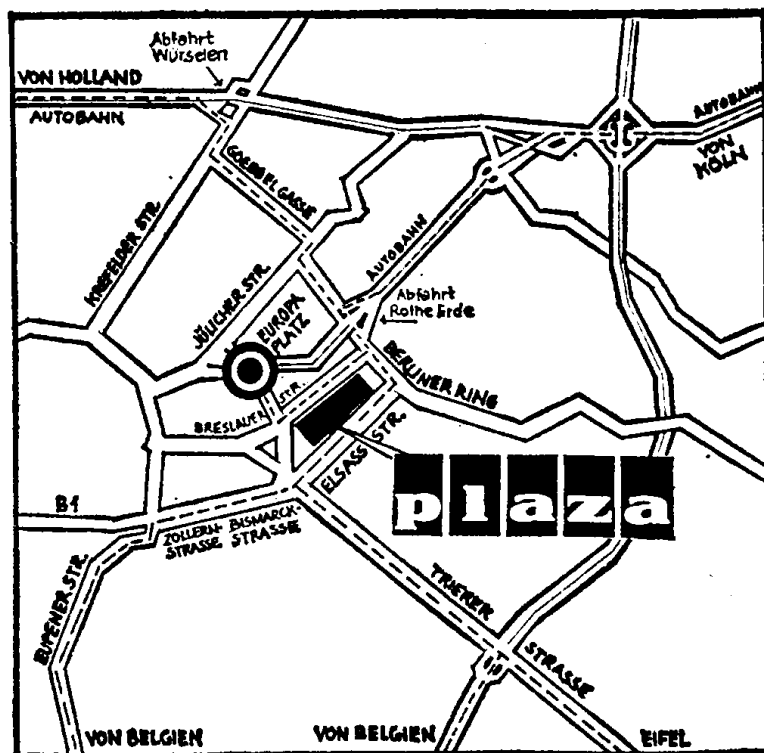 Abfahrt
Würselen
VON HOLLAND
AUTOBAHN
AUTOBAHN
VON
KÖLN
GOERBELGASSE
KREFELDER STR.
JÜLICHER STR.
AUTOBAHN
EUROPA
PLATZ
Abfahrt
Rothe Erde
BERLINER RING
BRESLAUER STR.
ELSASS STR.
plaza
B1
ZOLLERN-
STRASSE
BISMARCK-
STRASSE
EUPENER STR.
TRIERER
STRASSE
VON BELGIEN
VON BELGIEN
EIFEL